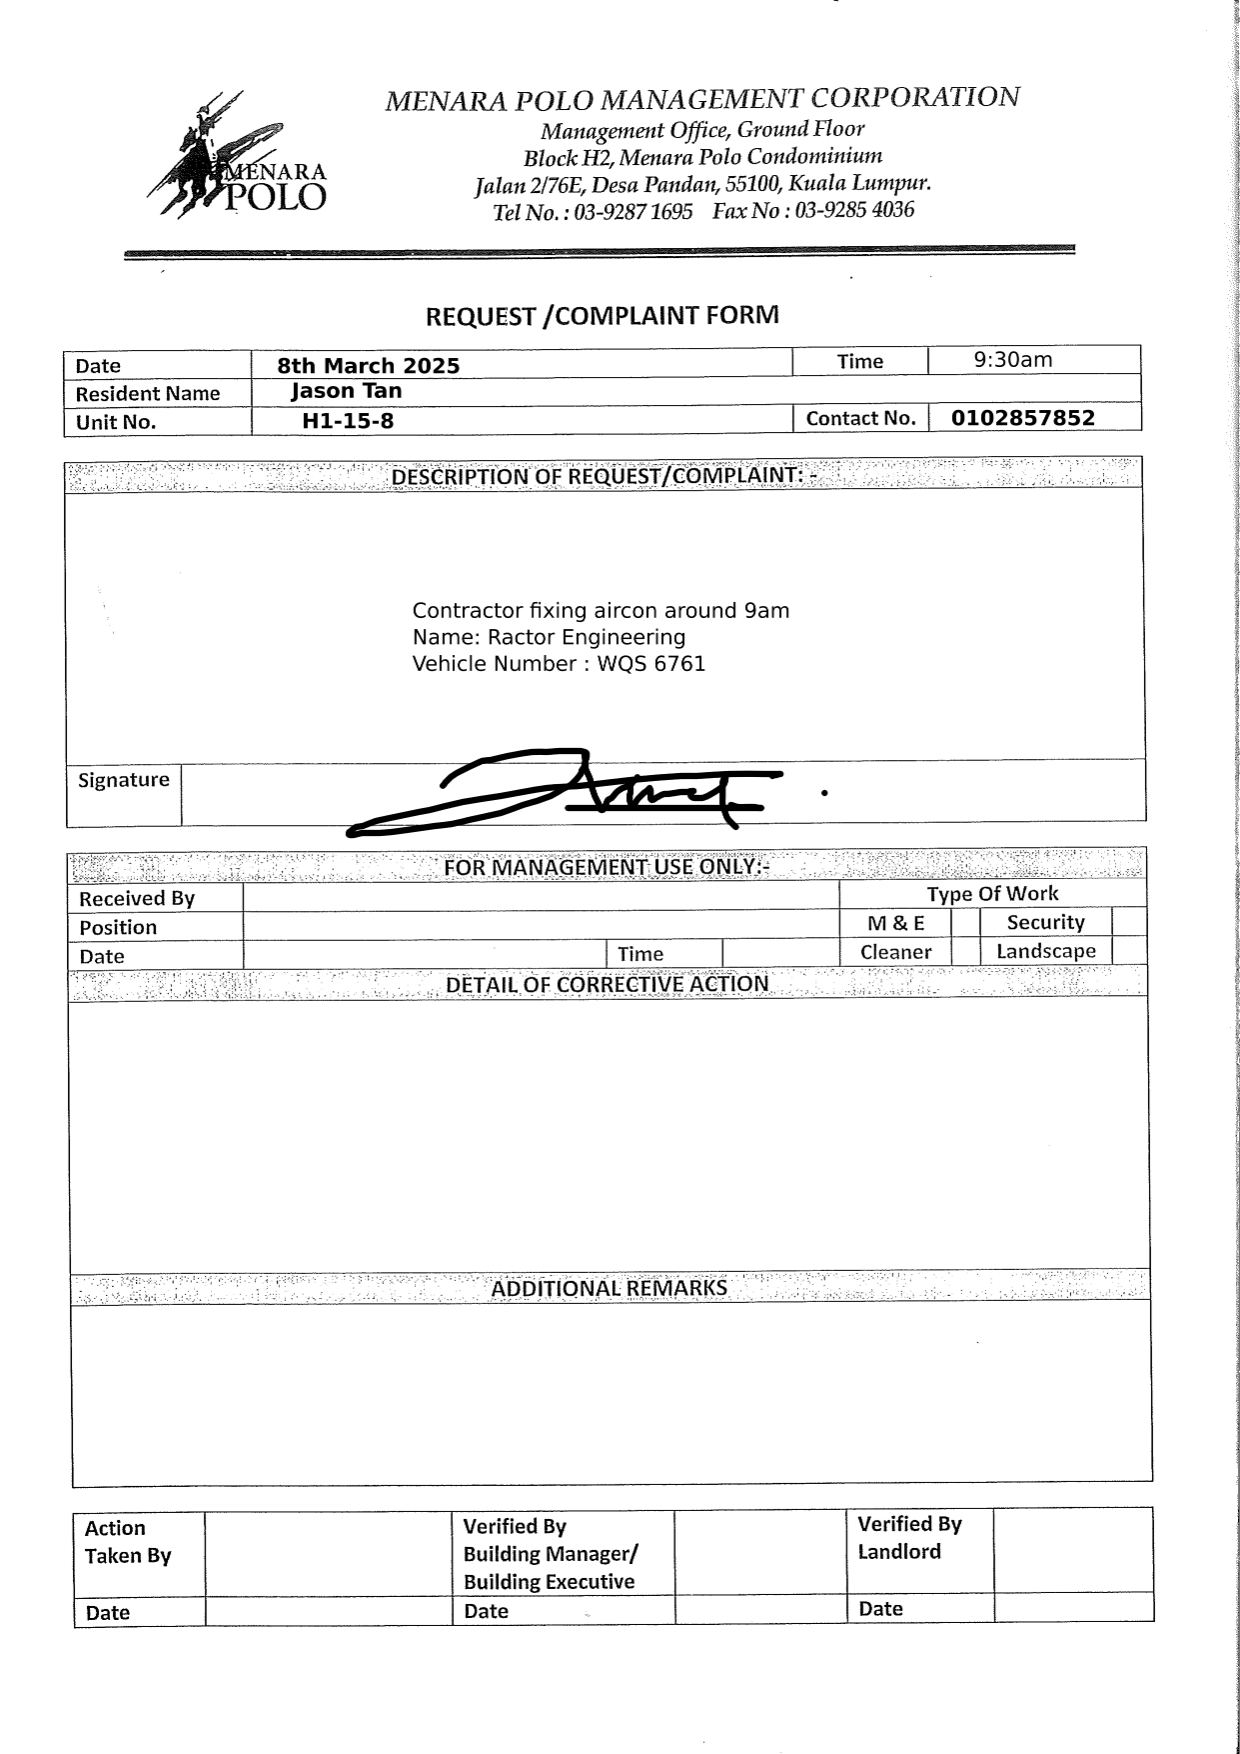 MENARA POLO MANAGEMENT CORPORATION
Management Office, Ground Floor
Block H2, Menara Polo Condominium
Jalan 2/76E, Desa Pandan, 55100, Kuala Lumpur.
Tel No. : 03-9287 1695 Fax No : 03-9285 4036
MENARA
POLO
REQUEST /COMPLAINT FORM
Date 8th March 2025 Time 9:30am
Resident Name Jason Tan
Unit No. H1-15-8 Contact No. 0102857852
DESCRIPTION OF REQUEST/COMPLAINT: -
Contractor fixing aircon around 9am
Name: Ractor Engineering
Vehicle Number : WQS 6761
Signature
FOR MANAGEMENT USE ONLY:-
Received By Type Of Work
Position M & E Security
Date Time Cleaner Landscape
DETAIL OF CORRECTIVE ACTION
ADDITIONAL REMARKS
Action Verified By Verified By
Taken By Building Manager/ Landlord
Building Executive
Date Date Date